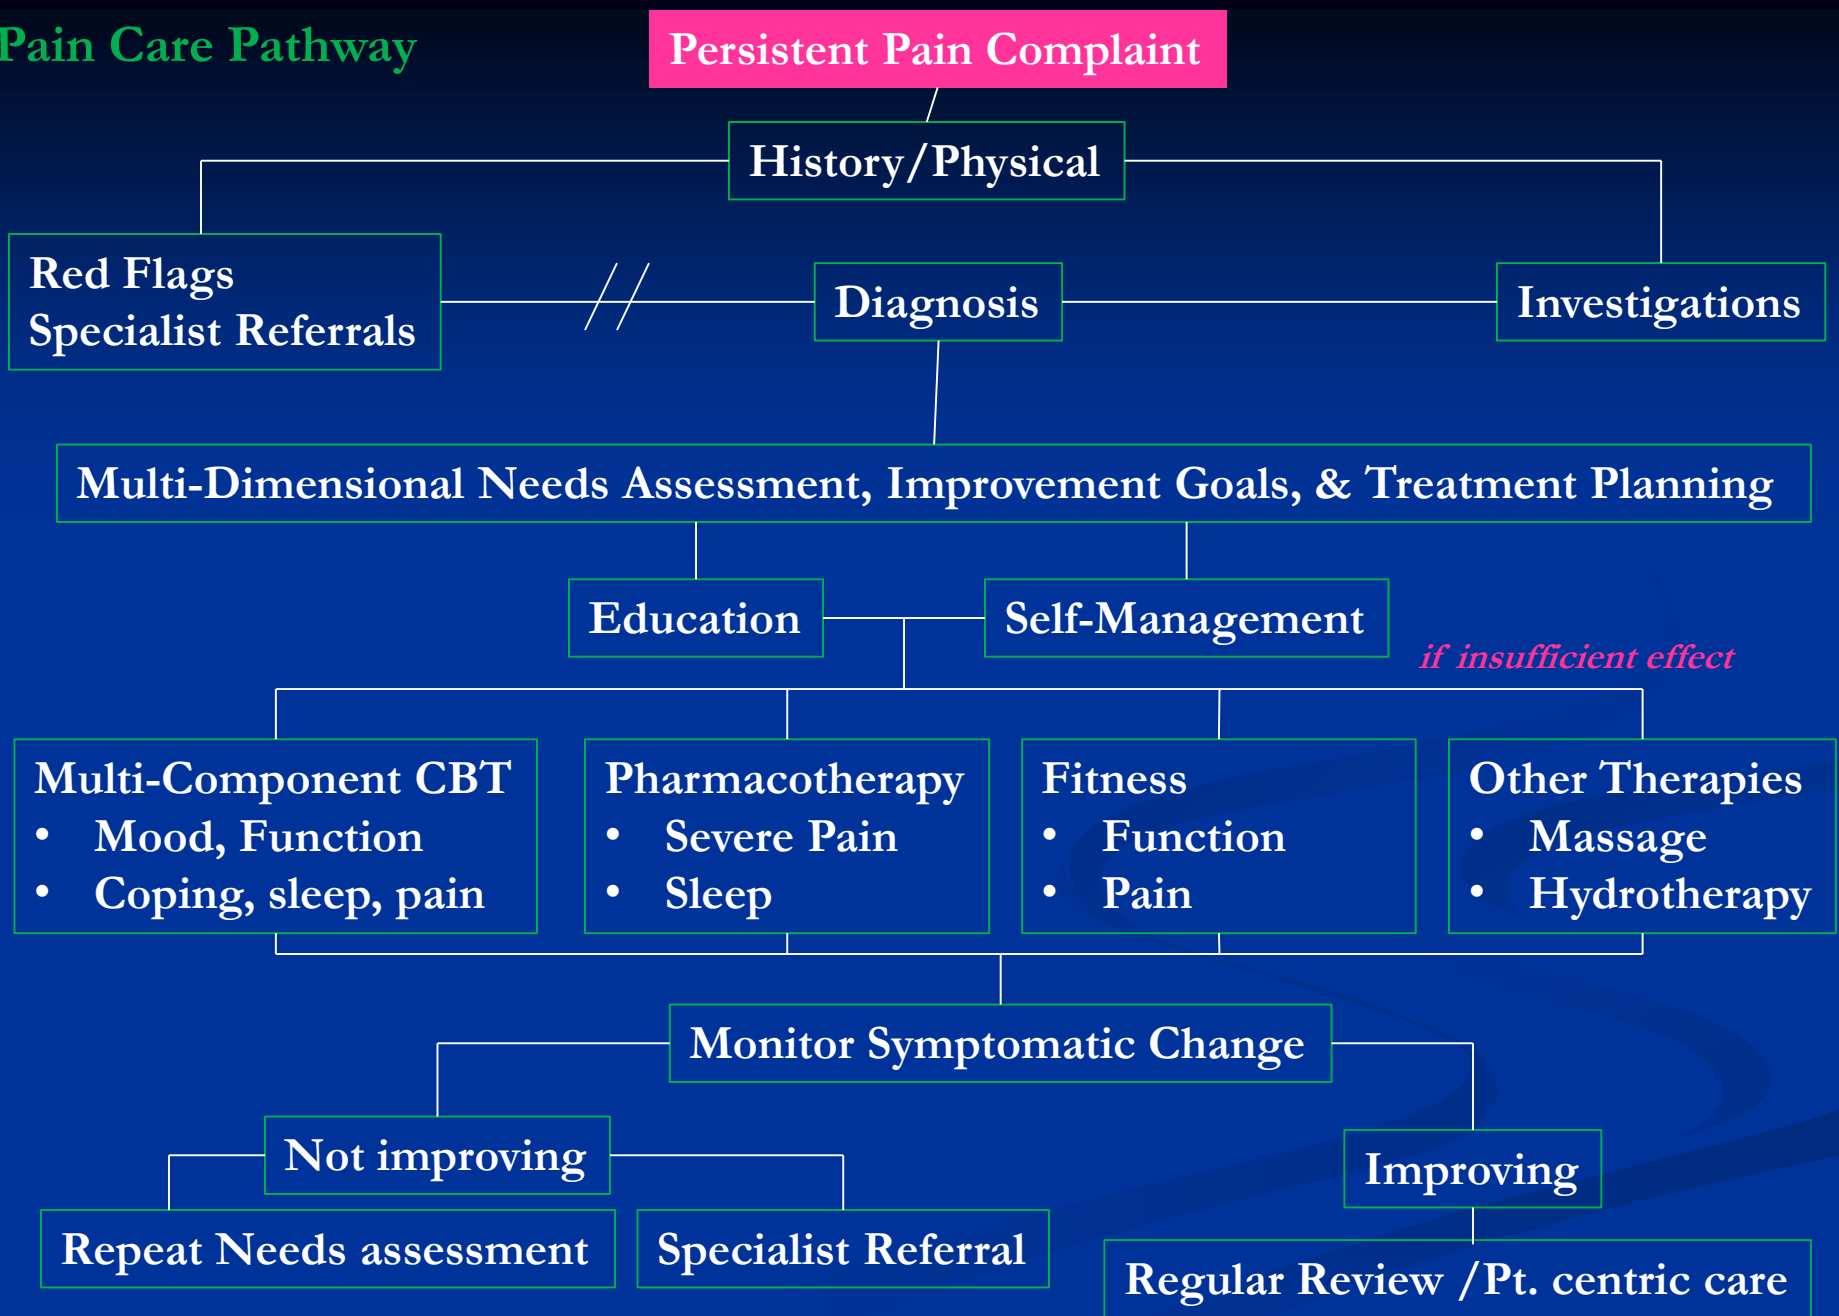 Pain Care Pathway
Persistent Pain Complaint
History/Physical
Red Flags
Specialist Referrals
Diagnosis
Investigations
Multi-Dimensional Needs Assessment, Improvement Goals, & Treatment Planning
Education
Self-Management
if insufficient effect
Multi-Component CBT
• Mood, Function
• Coping, sleep, pain
Pharmacotherapy
• Severe Pain
• Sleep
Fitness
• Function
• Pain
Other Therapies
• Massage
• Hydrotherapy
Monitor Symptomatic Change
Not improving
Improving
Repeat Needs assessment
Specialist Referral
Regular Review /Pt. centric care